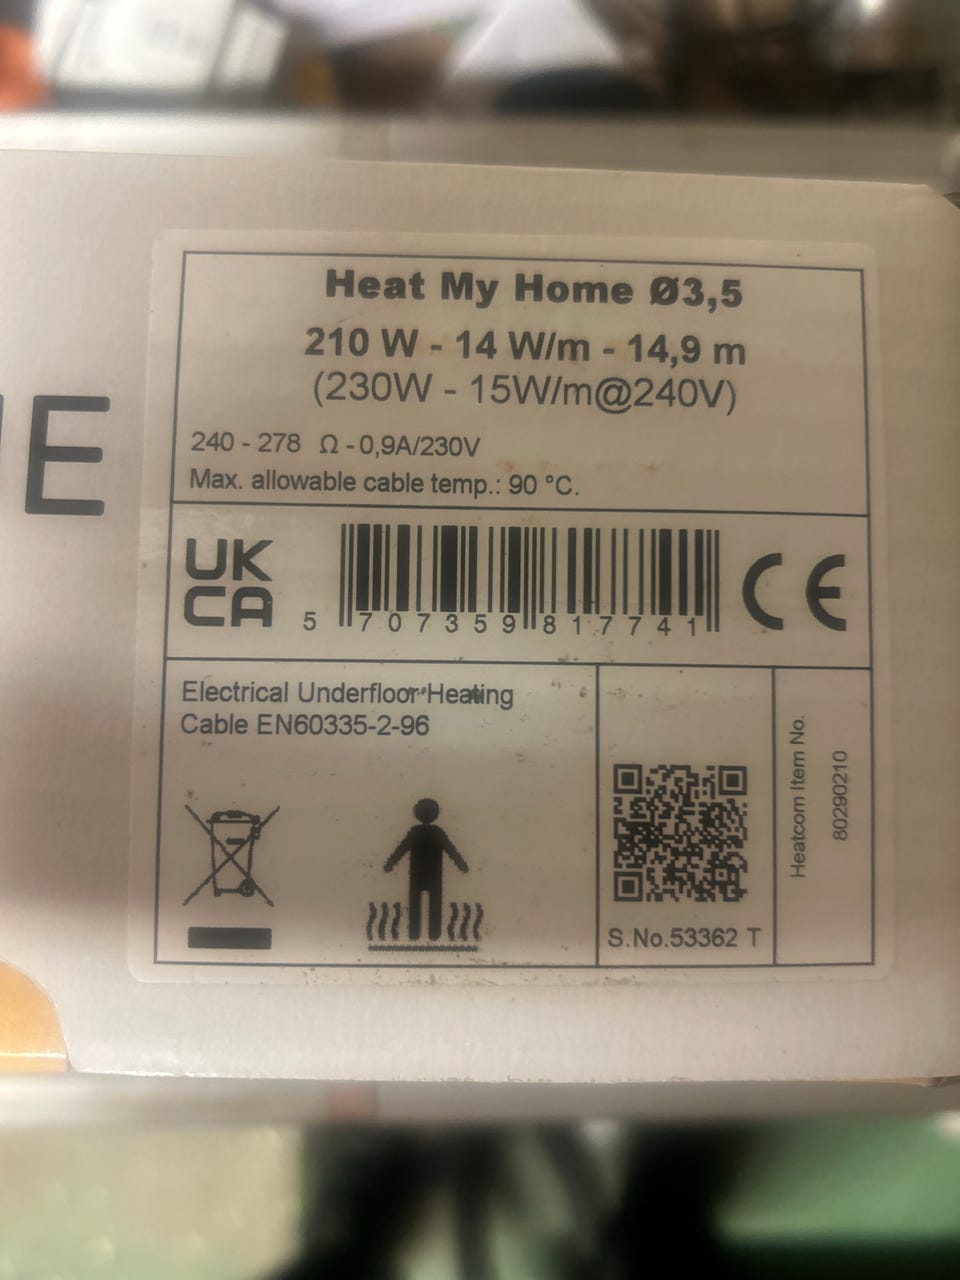 E
Heat My Home Ø3,5
210 W - 14 W/m - 14,9 m
(230W - 15W/m@240V)
240 - 278 Ω - 0,9A/230V
Max. allowable cable temp.: 90 °C.
UK
CA
5 707359 817741
CE
Electrical Underfloor Heating
Cable EN60335-2-96
S.No.53362 T
Heatcom Item No.
80290210